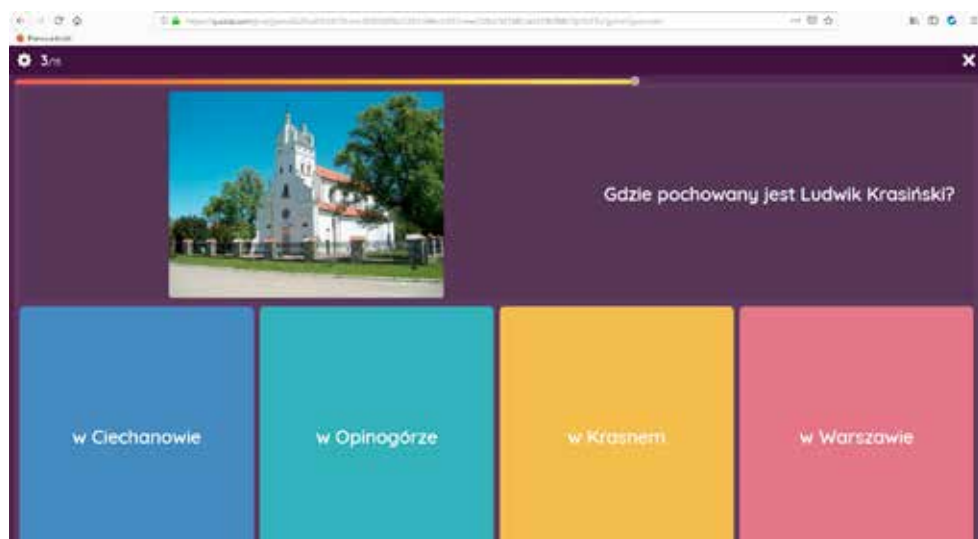 3/15
Gdzie pochowany jest Ludwik Krasiński?
w Ciechanowie
w Opinogórze
w Krasnem
w Warszawie